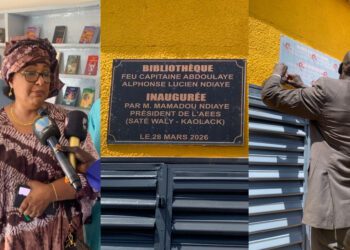 BIBLIOTHÈQUE
FEU CAPITAINE ABDOULAYE
ALPHONSE LUCIEN NDIAYE
INAUGURÉE
PAR M. MAMADOU NDIAYE
PRÉSIDENT DE L'AEES
(SATÉ WALY - KAOLACK)
LE 28 MARS 2026